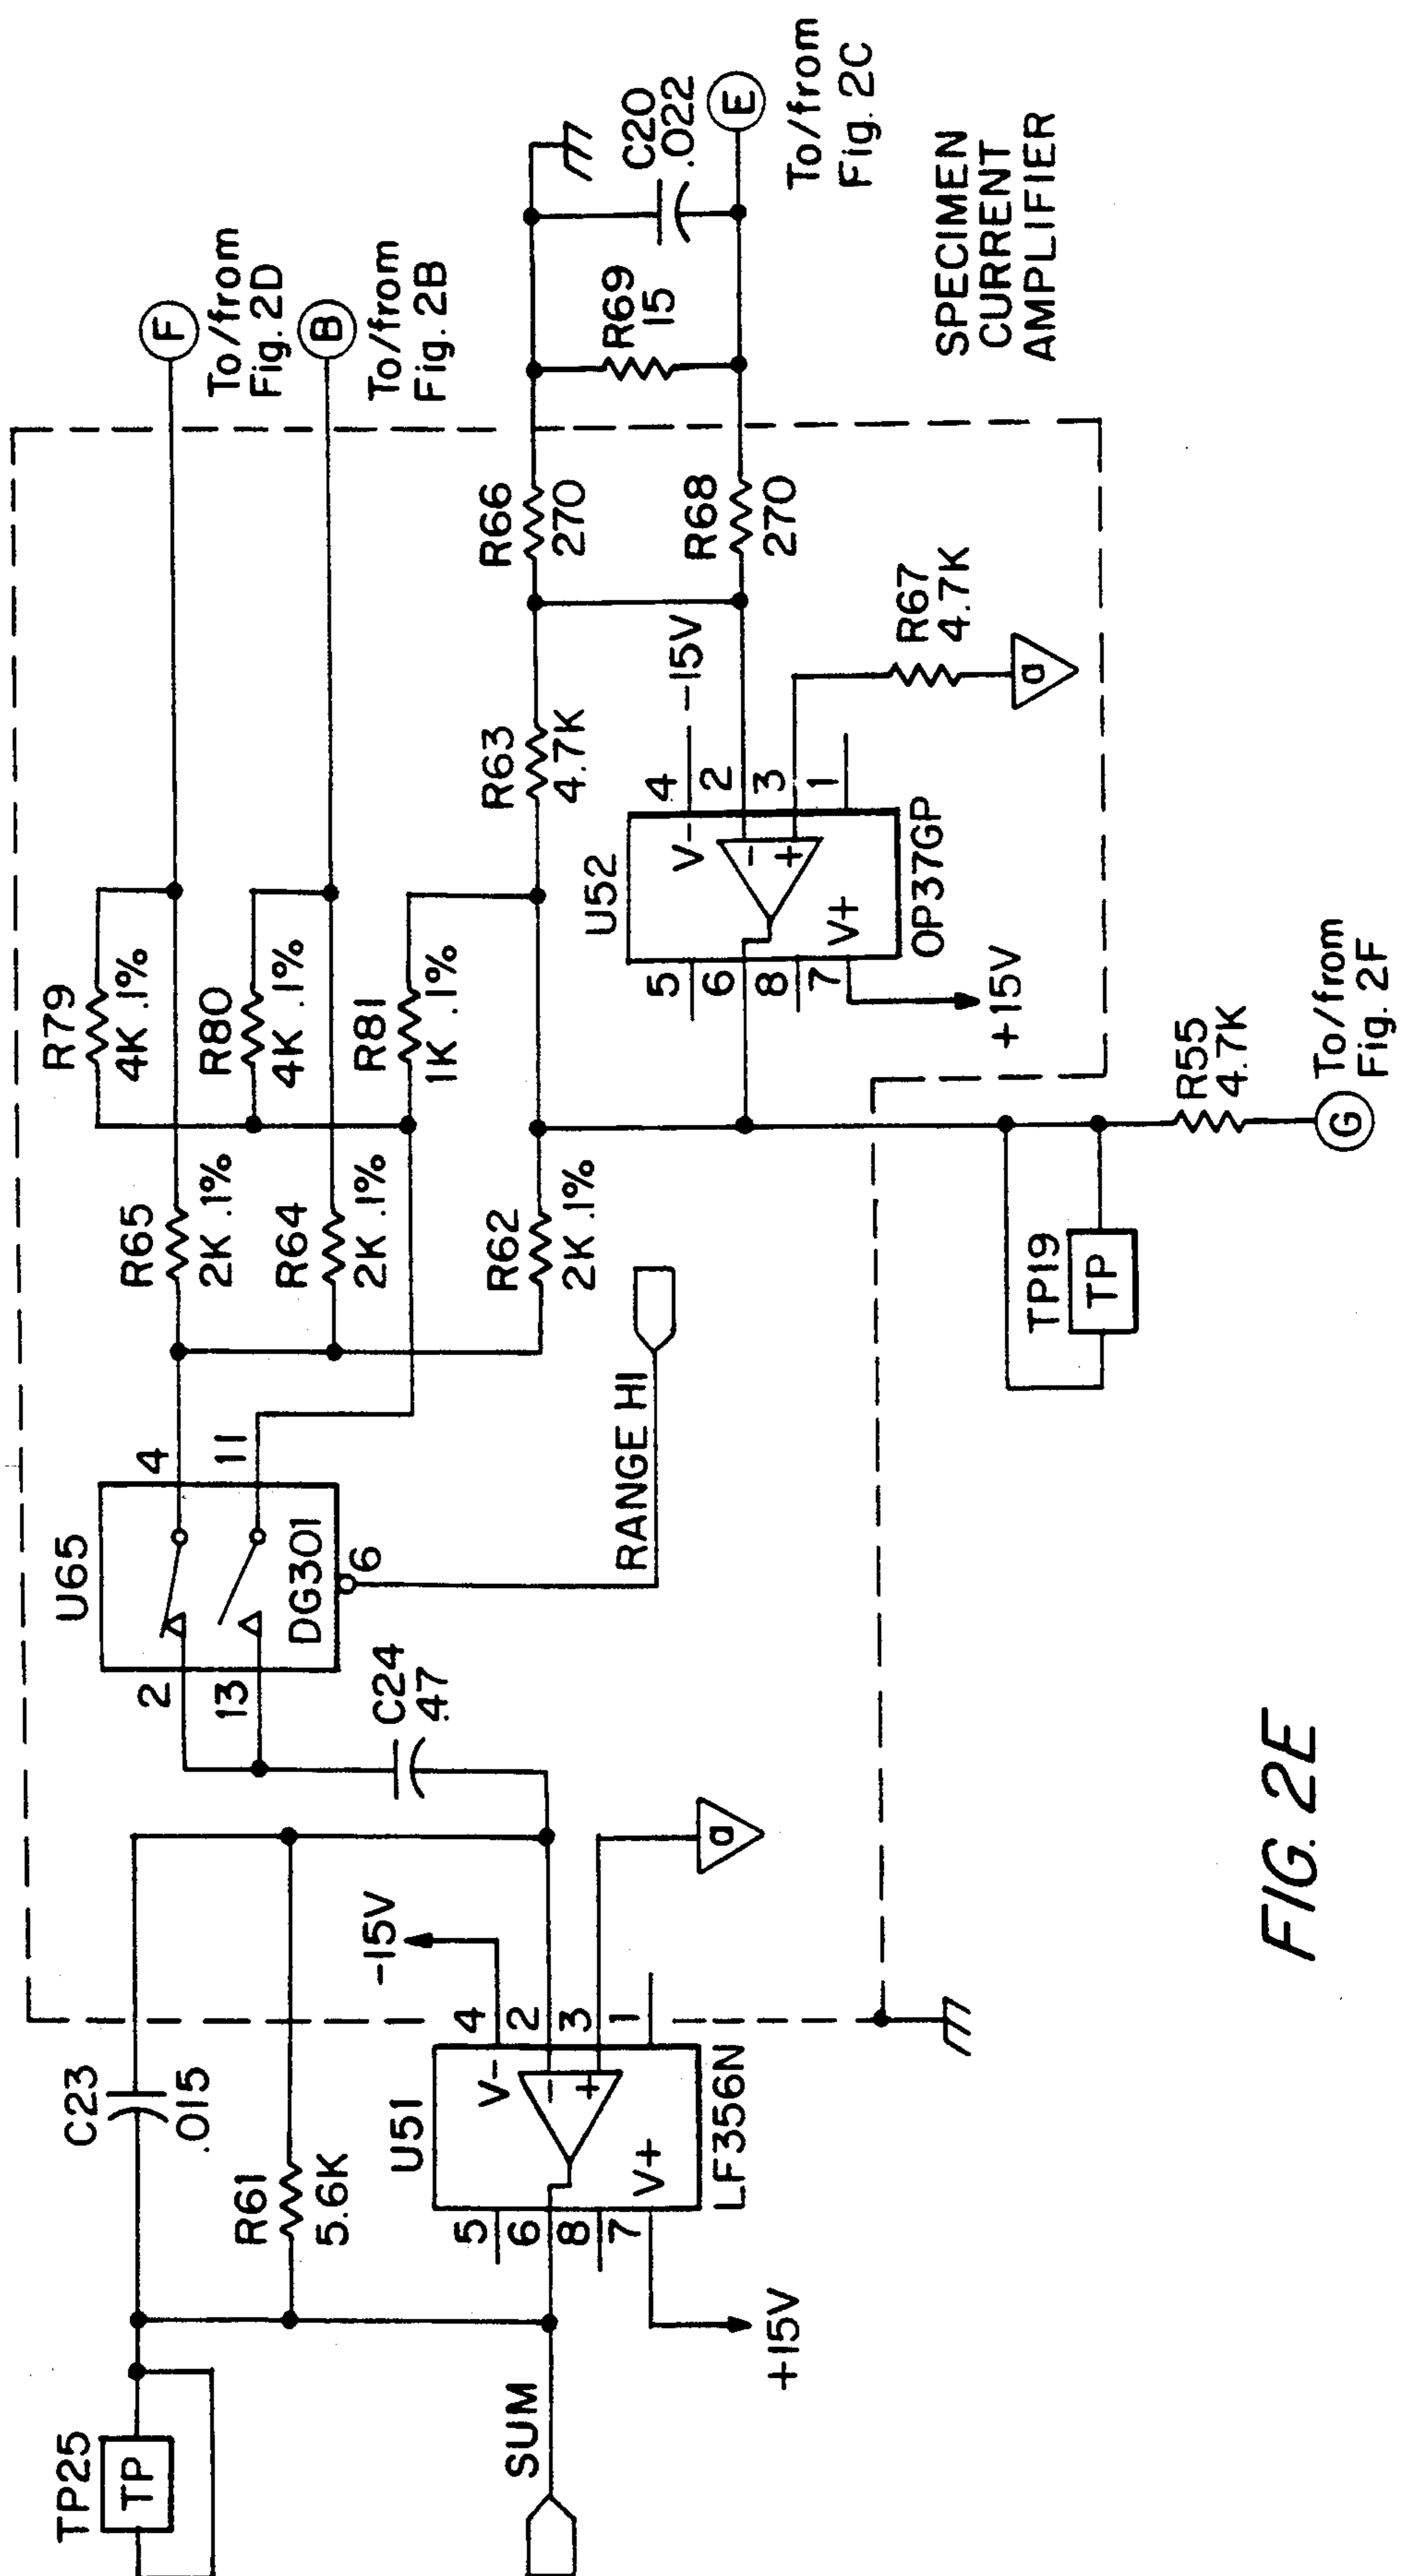 TP25
TP
SUM
C23
.015
R61
5.6K
U51
V-
-
+
V+
LF356N
4
2
3
1
5
6
8
7
-15V
+15V
a
C24
.47
U65
DG301
2
13
4
11
6
RANGE HI
R79
4K .1%
R80
4K .1%
R81
1K .1%
R65
2K .1%
R64
2K .1%
R62
2K .1%
F
To/from
Fig. 2D
B
To/from
Fig. 2B
R63
4.7K
R66
270
R68
270
R69
15
C20
.022
E
To/from
Fig. 2C
U52
V-
-
+
V+
OP37GP
4
2
3
1
5
6
8
7
-15V
+15V
R67
4.7K
a
TP19
TP
R55
4.7K
G
To/from
Fig. 2F
SPECIMEN
CURRENT
AMPLIFIER
FIG. 2E